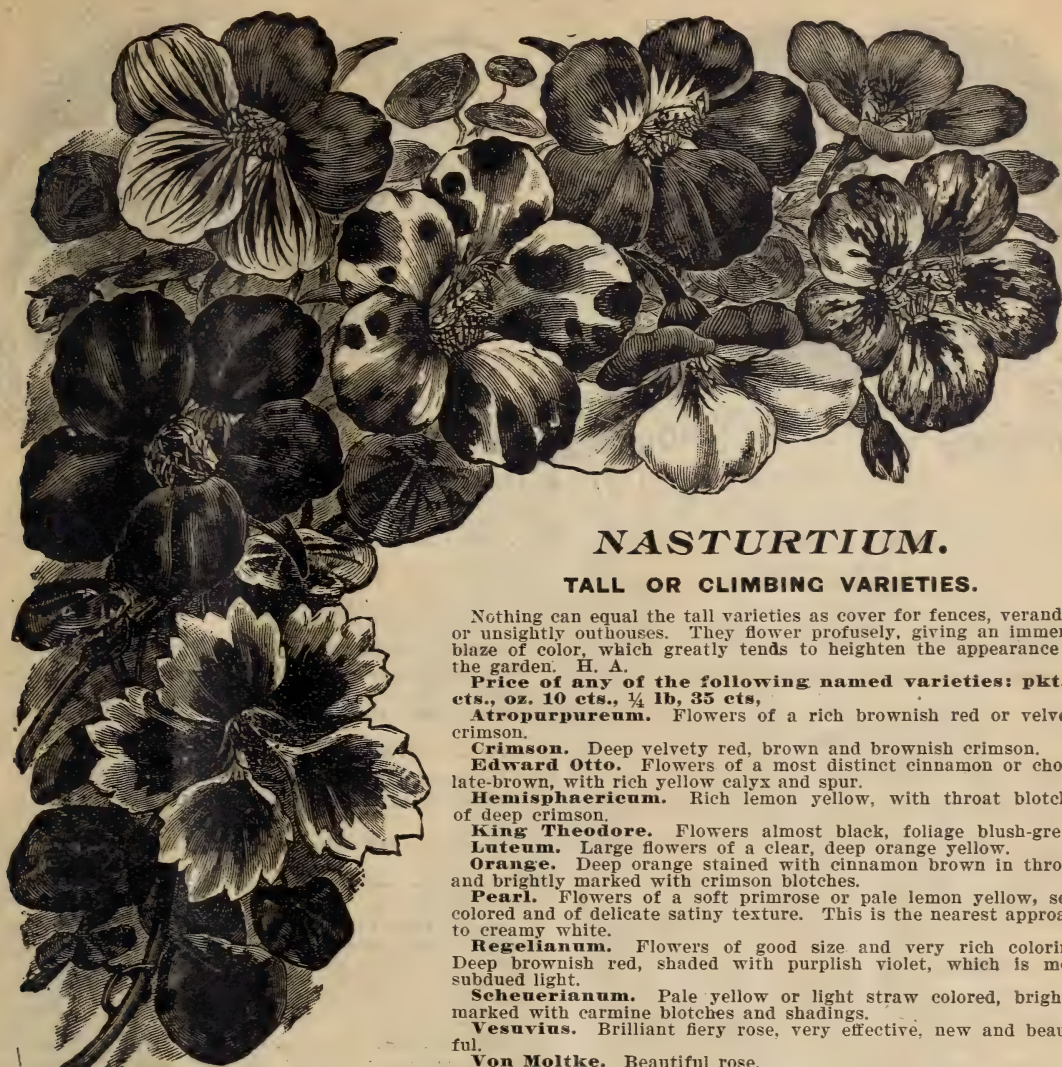 NASTURTIUM.
TALL OR CLIMBING VARIETIES.
Nothing can equal the tall varieties as cover for fences, verand
or unsightly outhouses. They flower profusely, giving an immen
blaze of color, which greatly tends to heighten the appearance
the garden. H. A.
Price of any of the following named varieties: pkt.
cts., oz. 10 cts., ¼ lb, 35 cts,
Atropurpureum. Flowers of a rich brownish red or velve
crimson.
Crimson. Deep velvety red, brown and brownish crimson.
Edward Otto. Flowers of a most distinct cinnamon or cho
late-brown, with rich yellow calyx and spur.
Hemisphaericum. Rich lemon yellow, with throat blotch
of deep crimson.
King Theodore. Flowers almost black, foliage blush-gre
Luteum. Large flowers of a clear, deep orange yellow.
Orange. Deep orange stained with cinnamon brown in thro
and brightly marked with crimson blotches.
Pearl. Flowers of a soft primrose or pale lemon yellow, se
colored and of delicate satiny texture. This is the nearest approa
to creamy white.
Regelianum. Flowers of good size and very rich colorin
Deep brownish red, shaded with purplish violet, which is mo
subdued light.
Scheuerianum. Pale yellow or light straw colored, brigh
marked with carmine blotches and shadings.
Vesuvius. Brilliant fiery rose, very effective, new and beau
ful.
Von Moltke. Beautiful rose.